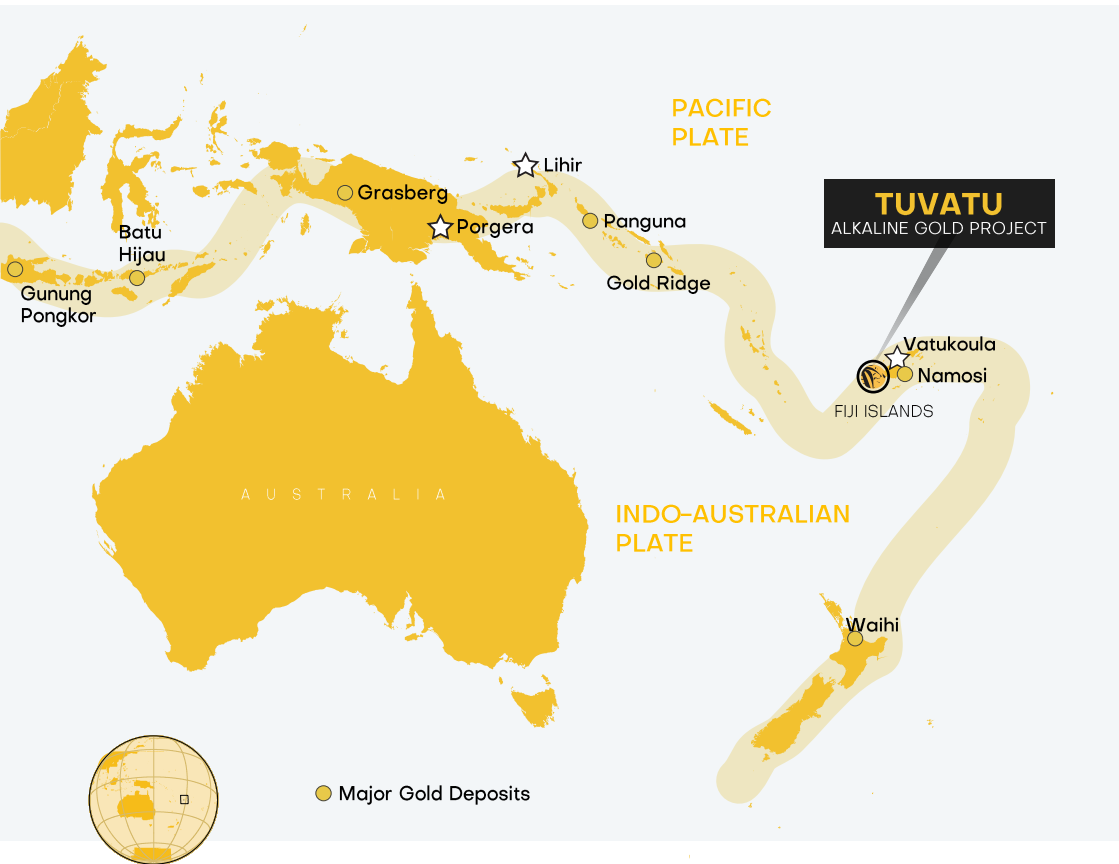 PACIFIC
PLATE
Lihir
Grasberg
Porgera
Panguna
TUVATU
ALKALINE GOLD PROJECT
Batu
Hijau
Gunung
Pongkor
Gold Ridge
Vatukoula
Namosi
FIJI ISLANDS
AUSTRALIA
INDO-AUSTRALIAN
PLATE
Waihi
Major Gold Deposits